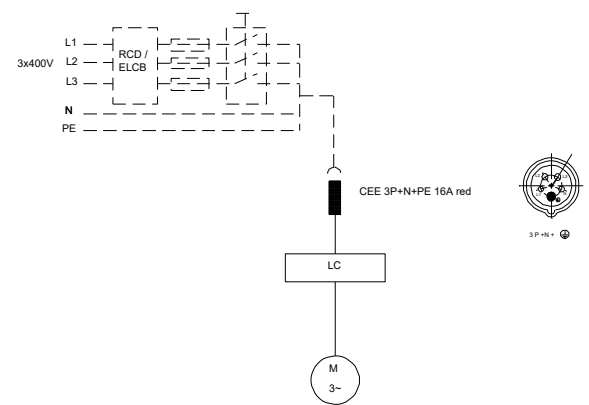 L1
RCD /
ELCB
3x400V
L2
L3
N
PE
CEE 3P+N+PE 16A red
3 P +N +
LC
M
3~